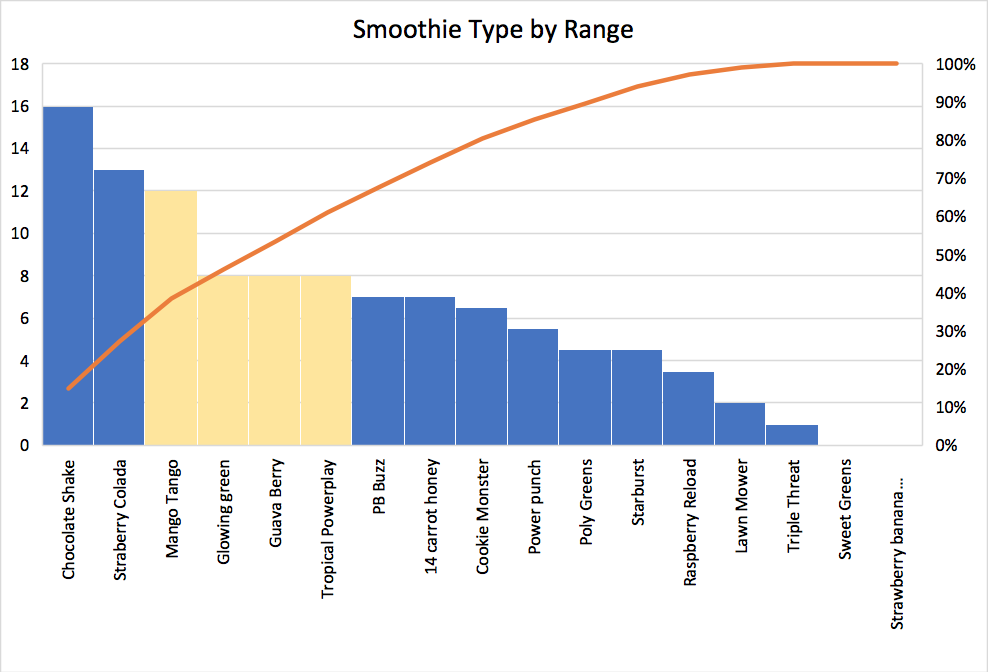 Smoothie Type by Range
18
16
14
12
10
8
6
4
2
0
100%
90%
80%
70%
60%
50%
40%
30%
20%
10%
0%
Chocolate Shake
Straberry Colada
Mango Tango
Glowing green
Guava Berry
Tropical Powerplay
PB Buzz
14 carrot honey
Cookie Monster
Power punch
Poly Greens
Starburst
Raspberry Reload
Lawn Mower
Triple Threat
Sweet Greens
Strawberry banana...